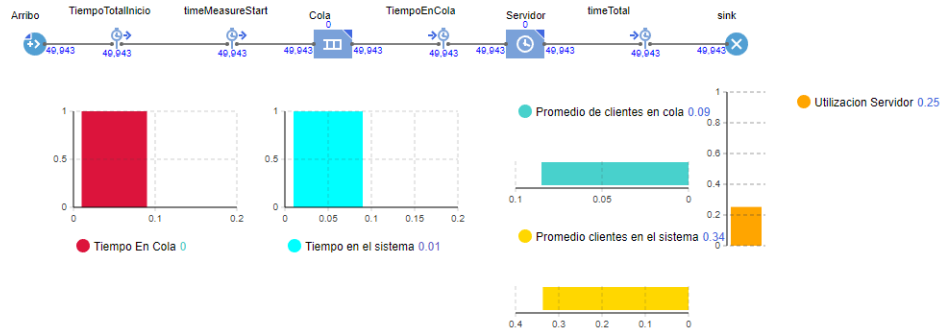 Arribo TiempoTotalInicio timeMeasureStart Cola TiempoEnCola Servidor timeTotal sink
0 0
49,943 49,943 49,943 49,943 49,943 49,943 49,943 49,943 49,943 49,943
1
0.5
0
0 0.1 0.2
Tiempo En Cola 0
1
0.5
0
0 0.05 0.1 0.15 0.2
Tiempo en el sistema 0.01
Promedio de clientes en cola 0.09
0.1 0.05 0
Promedio clientes en el sistema 0.34
0.4 0.3 0.2 0.1 0
1
0.8
0.6
0.4
0.2
0
Utilizacion Servidor 0.25